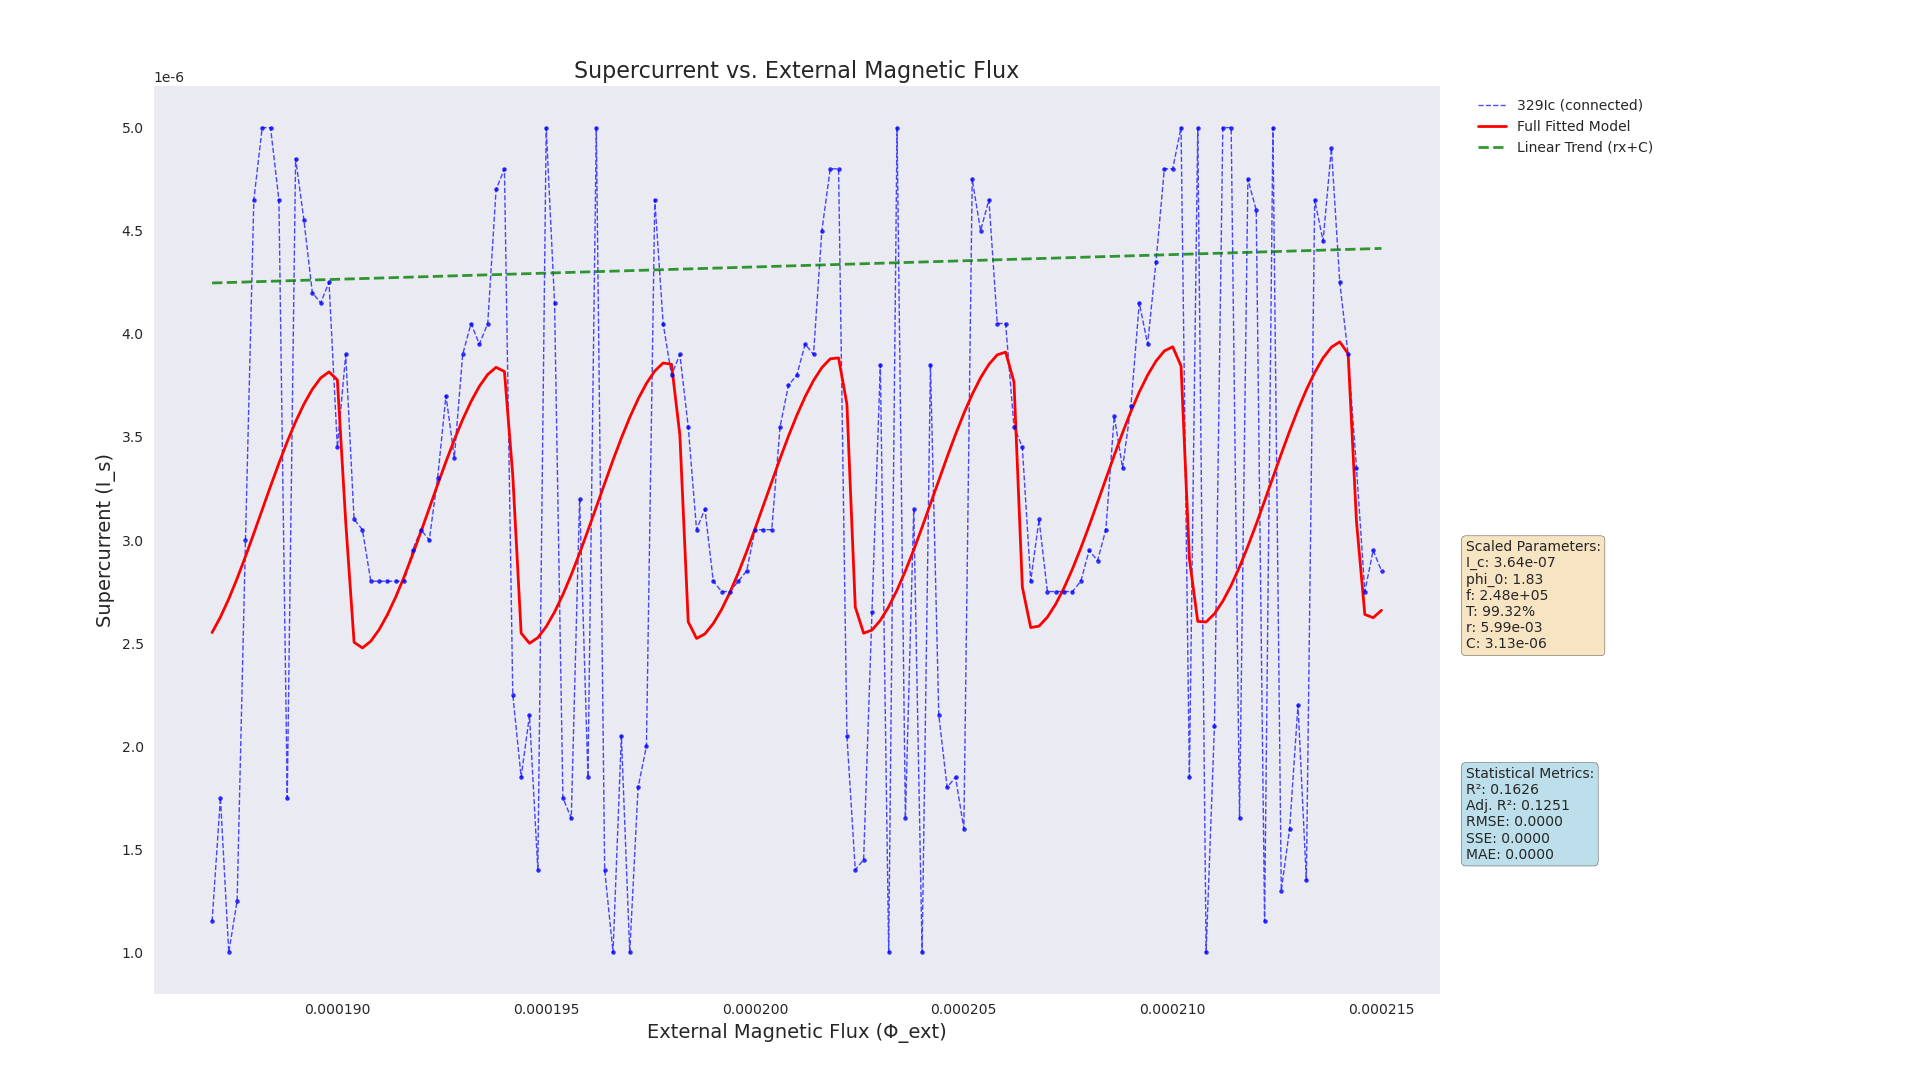 Supercurrent vs. External Magnetic Flux
1e-6
5.0
4.5
4.0
3.5
3.0
2.5
2.0
1.5
1.0
Supercurrent (I_s)
0.000190
0.000195
0.000200
0.000205
0.000210
0.000215
External Magnetic Flux (Φ_ext)
329Ic (connected)
Full Fitted Model
Linear Trend (rx+C)
Scaled Parameters:
I_c: 3.64e-07
phi_0: 1.83
f: 2.48e+05
T: 99.32%
r: 5.99e-03
C: 3.13e-06
Statistical Metrics:
R²: 0.1626
Adj. R²: 0.1251
RMSE: 0.0000
SSE: 0.0000
MAE: 0.0000